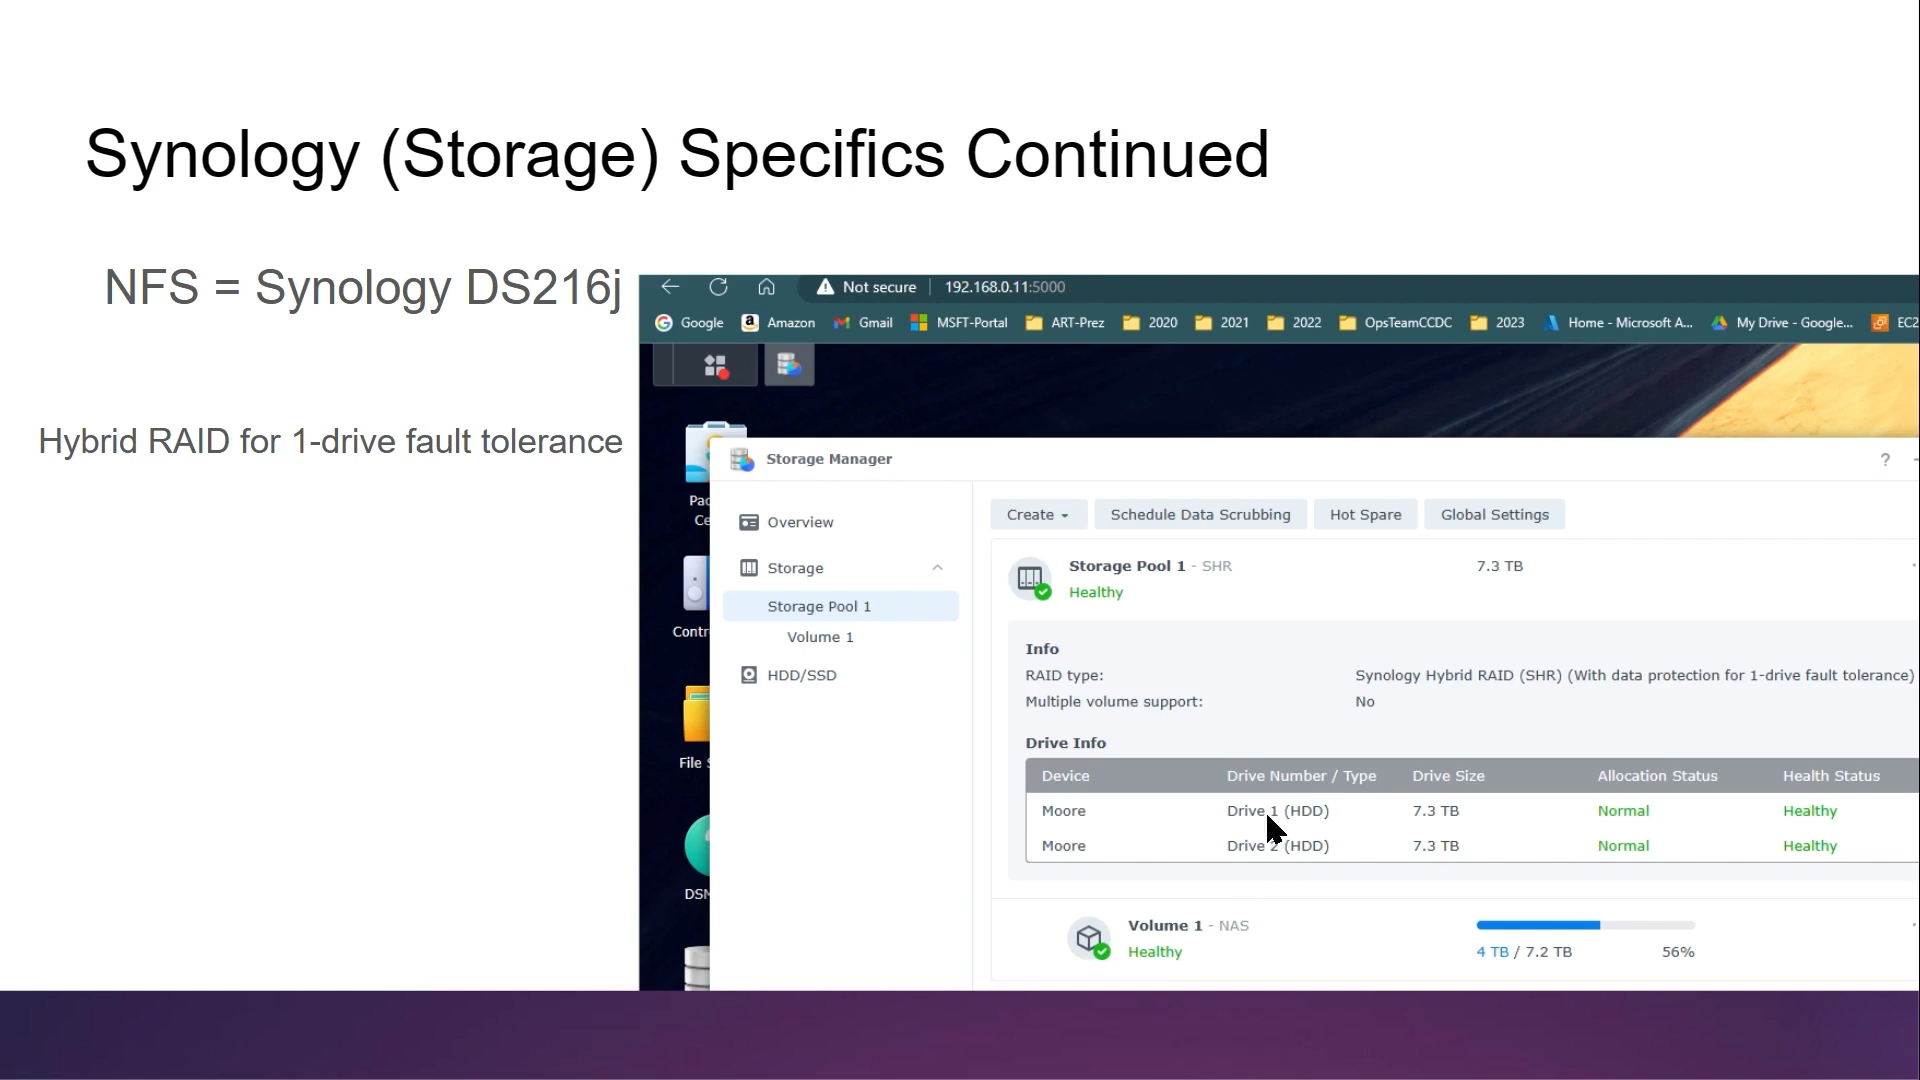 Synology (Storage) Specifics Continued
NFS = Synology DS216j
Hybrid RAID for 1-drive fault tolerance
Not secure 192.168.0.11:5000
Google Amazon Gmail MSFT-Portal ART-Prez 2020 2021 2022 OpsTeamCCDC 2023 Home - Microsoft A... My Drive - Google... EC2
Storage Manager ?
Overview
Storage
Storage Pool 1
Volume 1
HDD/SSD
Create Schedule Data Scrubbing Hot Spare Global Settings
Storage Pool 1 - SHR 7.3 TB
Healthy
Info
RAID type: Synology Hybrid RAID (SHR) (With data protection for 1-drive fault tolerance)
Multiple volume support: No
Drive Info
Device Drive Number / Type Drive Size Allocation Status Health Status
Moore Drive 1 (HDD) 7.3 TB Normal Healthy
Moore Drive 2 (HDD) 7.3 TB Normal Healthy
Volume 1 - NAS
Healthy 4 TB / 7.2 TB 56%